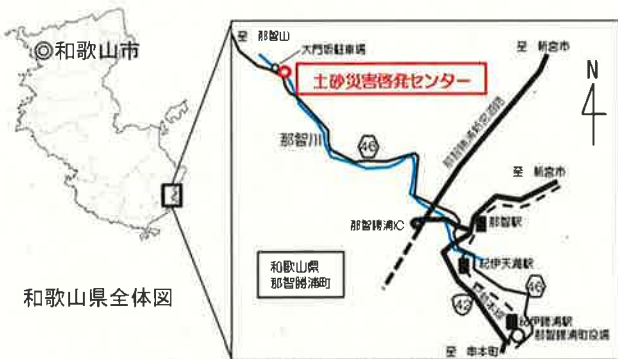 ◎和歌山市
和歌山県全体図
至 那智山
大門坂駐車場
土砂災害啓発センター
那智川
46
至 新宮市
N
那智勝浦新宮道路
至 新宮市
那智勝浦IC
那智駅
和歌山県
那智勝浦町
紀伊天満駅
46
42
紀勢本線
紀伊勝浦駅
那智勝浦町役場
至 串本町